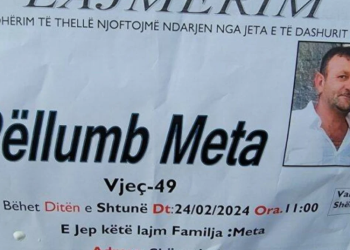 LAJMËRIM
DHËRIM TË THELLË NJOFTOJMË NDARJEN NGA JETA E TË DASHURIT
ëllumb Meta
Vjeç-49
Bëhet Ditën e Shtunë Dt:24/02/2024 Ora.11:00
E Jep këtë lajm Familja :Meta